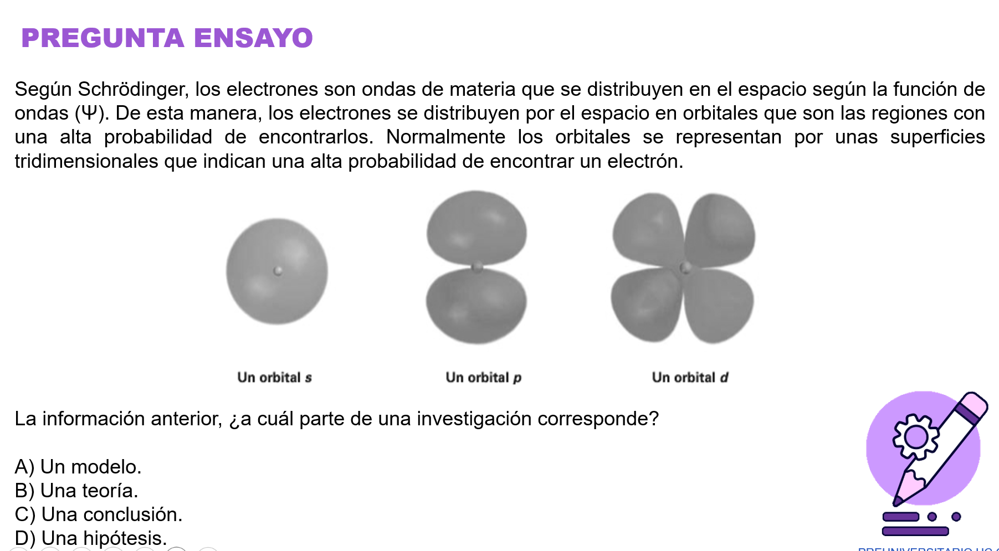 PREGUNTA ENSAYO
Según Schrödinger, los electrones son ondas de materia que se distribuyen en el espacio según la función de
ondas (Ψ). De esta manera, los electrones se distribuyen por el espacio en orbitales que son las regiones con
una alta probabilidad de encontrarlos. Normalmente los orbitales se representan por unas superficies
tridimensionales que indican una alta probabilidad de encontrar un electrón.
Un orbital s
Un orbital p
Un orbital d
La información anterior, ¿a cuál parte de una investigación corresponde?
A) Un modelo.
B) Una teoría.
C) Una conclusión.
D) Una hipótesis.